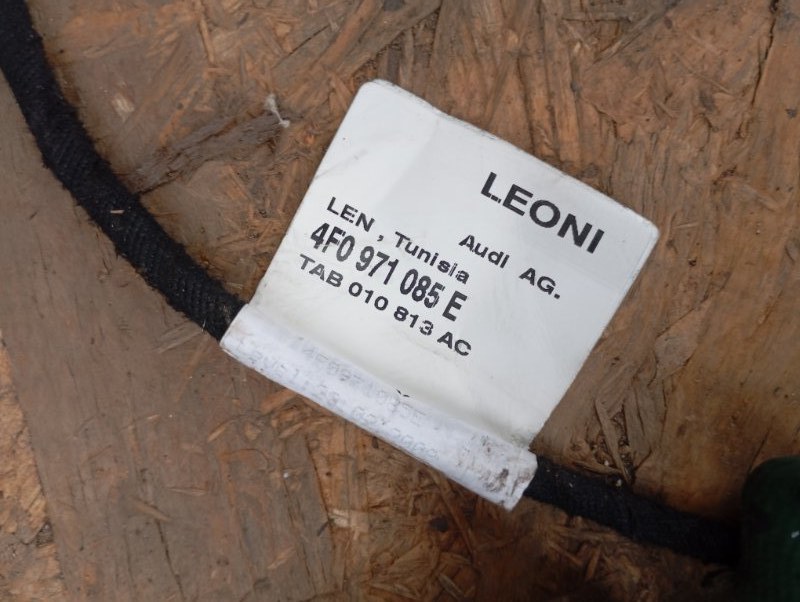 LEONI
Audi AG.
LEN , Tunisia
4F0 971 085 E
TAB 010 813 AC